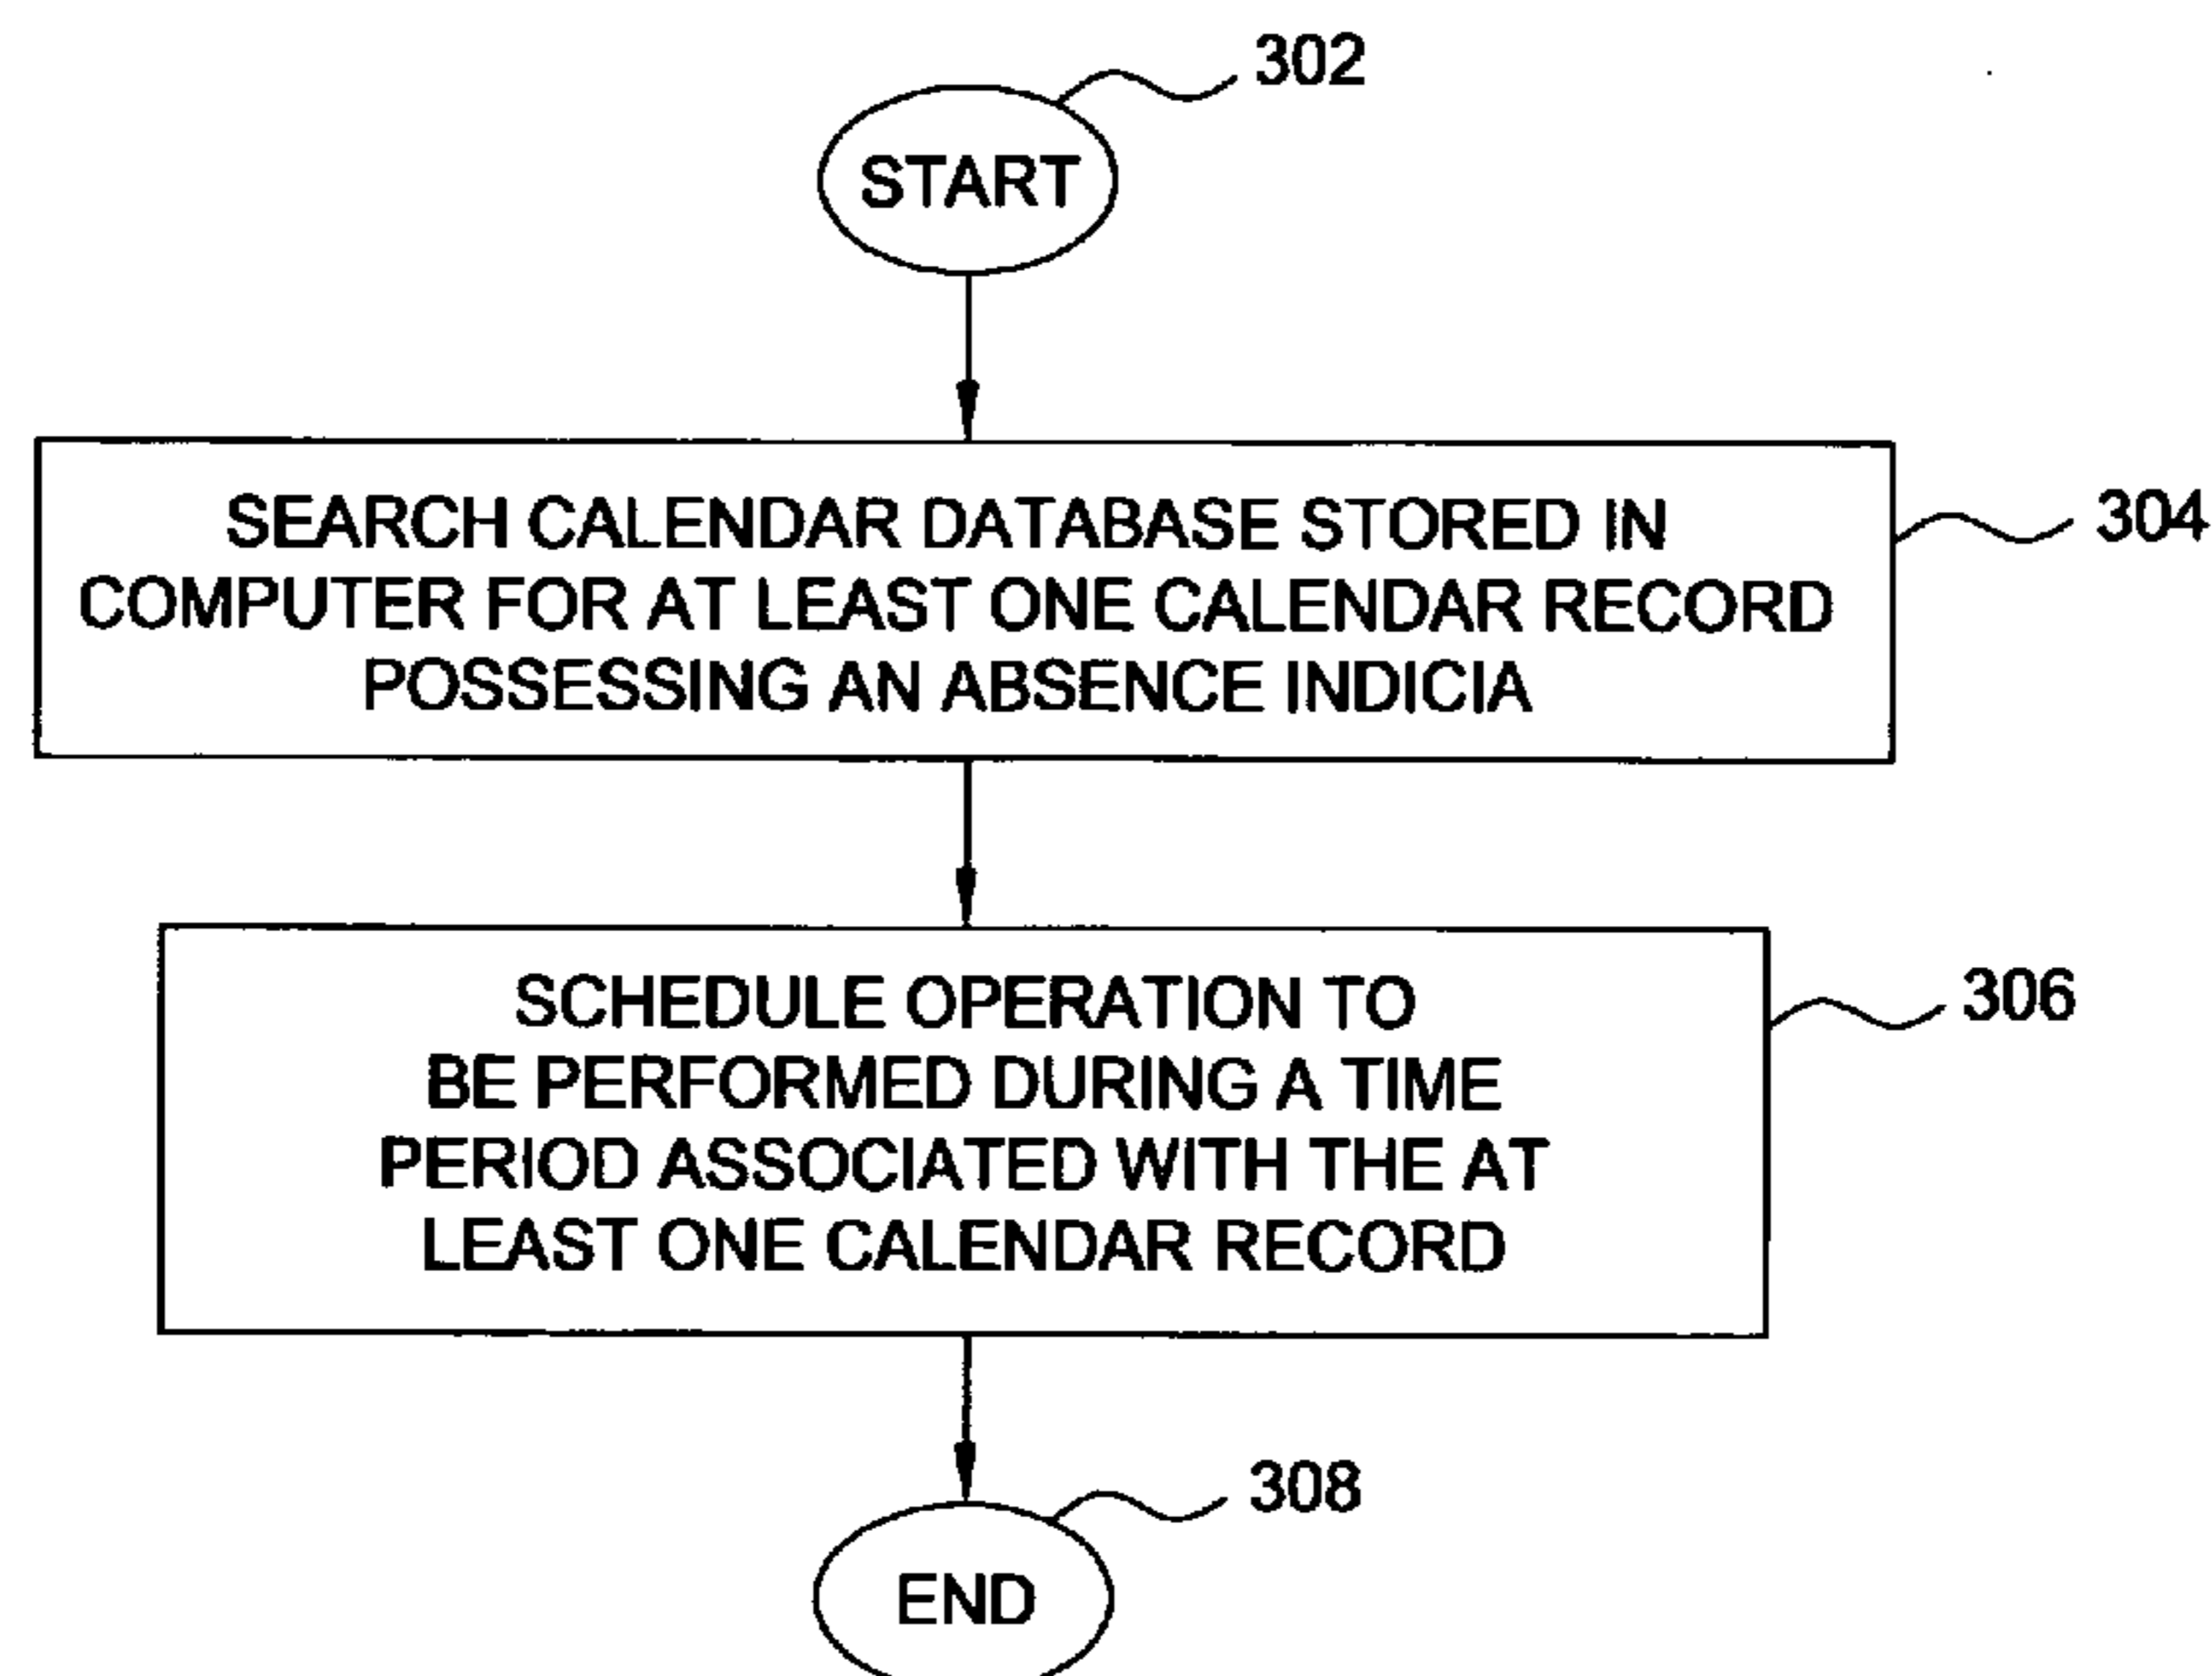 302
START
SEARCH CALENDAR DATABASE STORED IN
COMPUTER FOR AT LEAST ONE CALENDAR RECORD
POSSESSING AN ABSENCE INDICIA
304
SCHEDULE OPERATION TO
BE PERFORMED DURING A TIME
PERIOD ASSOCIATED WITH THE AT
LEAST ONE CALENDAR RECORD
306
308
END